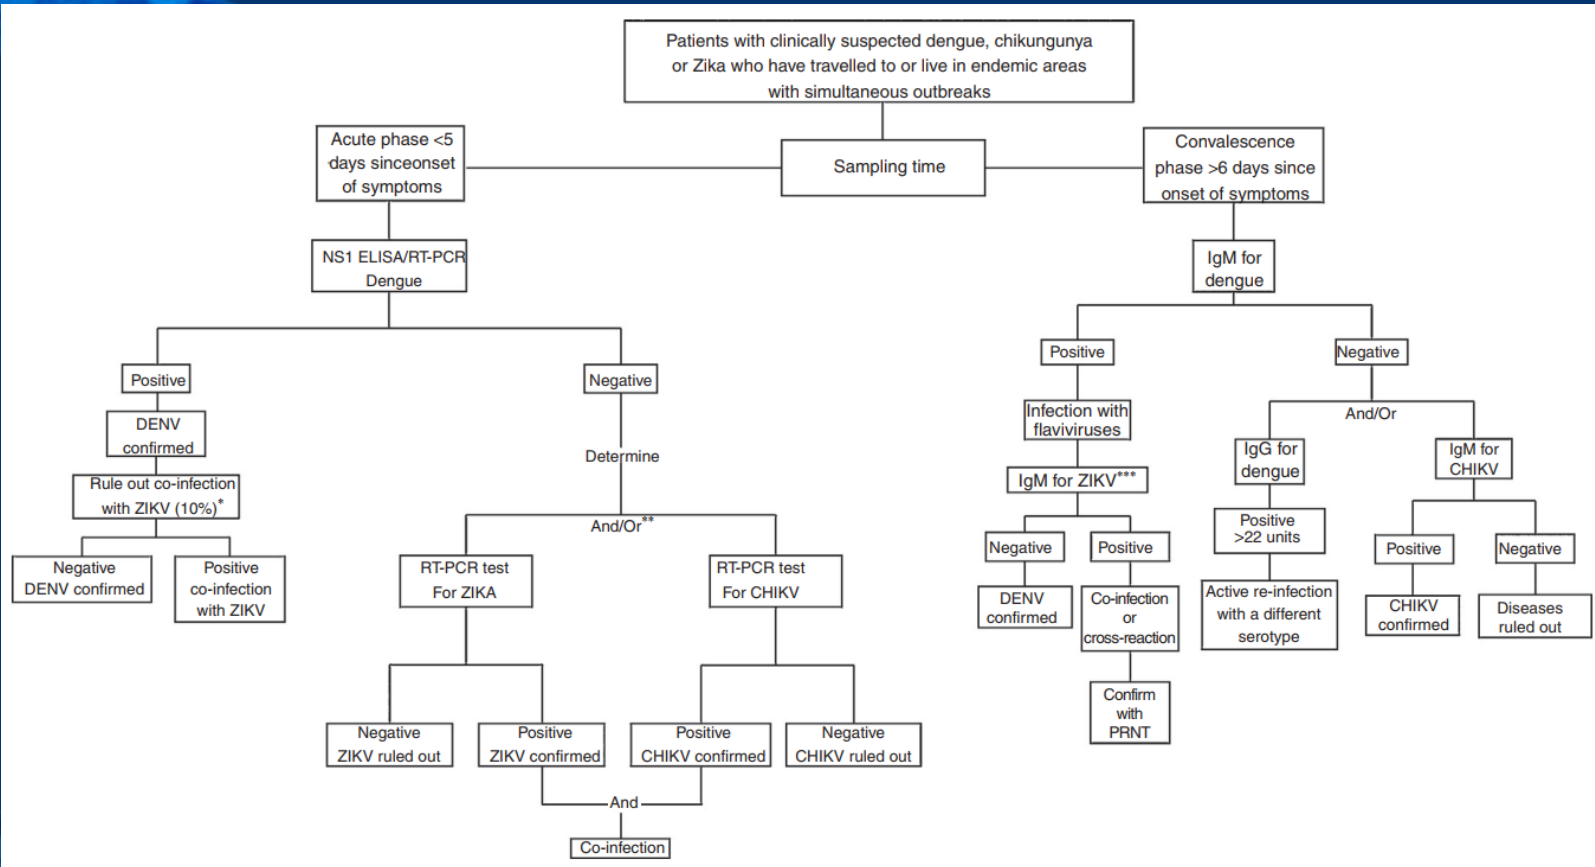 Patients with clinically suspected dengue, chikungunya
or Zika who have travelled to or live in endemic areas
with simultaneous outbreaks
Sampling time
Acute phase <5
days sinceonset
of symptoms
NS1 ELISA/RT-PCR
Dengue
Positive
DENV
confirmed
Rule out co-infection
with ZIKV (10%)*
Negative
DENV confirmed
Positive
co-infection
with ZIKV
Negative
Determine
And/Or**
RT-PCR test
For ZIKA
Negative
ZIKV ruled out
Positive
ZIKV confirmed
RT-PCR test
For CHIKV
Positive
CHIKV confirmed
Negative
CHIKV ruled out
And
Co-infection
Convalescence
phase >6 days since
onset of symptoms
IgM for
dengue
Positive
Infection with
flaviviruses
IgM for ZIKV***
Negative
DENV
confirmed
Positive
Co-infection
or
cross-reaction
Confirm
with
PRNT
Negative
And/Or
IgG for
dengue
Positive
>22 units
Active re-infection
with a different
serotype
IgM for
CHIKV
Positive
CHIKV
confirmed
Negative
Diseases
ruled out